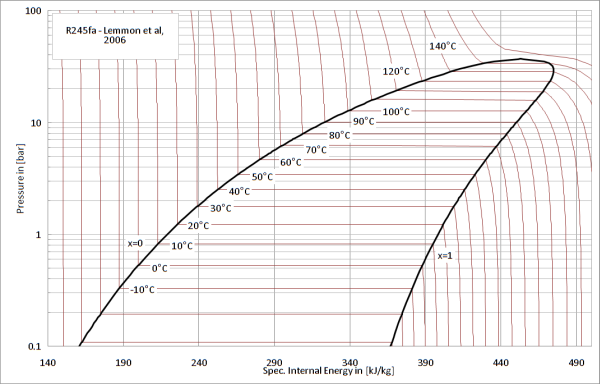 R245fa - Lemmon et al,
2006
100
10
1
0.1
Pressure in [bar]
140°C
120°C
100°C
90°C
80°C
70°C
60°C
50°C
40°C
30°C
20°C
x=0
10°C
x=1
0°C
-10°C
140
190
240
290
340
390
440
490
Spec. Internal Energy in [kJ/kg]